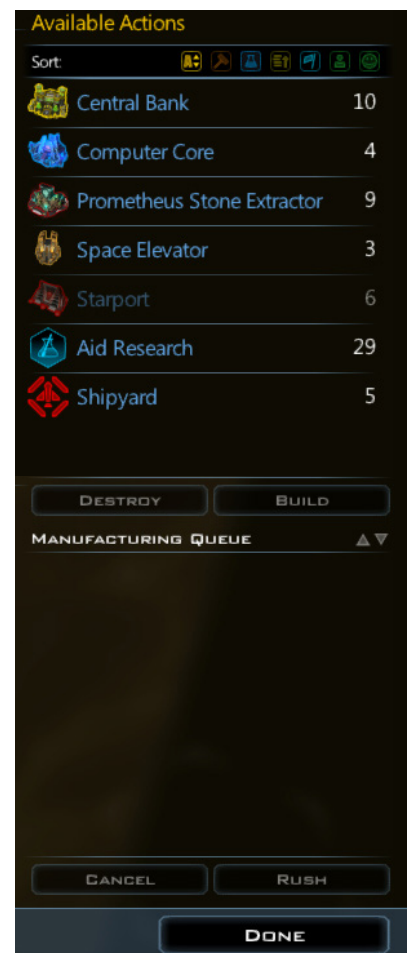 Available Actions
Sort:
Central Bank 10
Computer Core 4
Prometheus Stone Extractor 9
Space Elevator 3
Starport 6
Aid Research 29
Shipyard 5
Destroy Build
Manufacturing Queue
Cancel Rush
Done